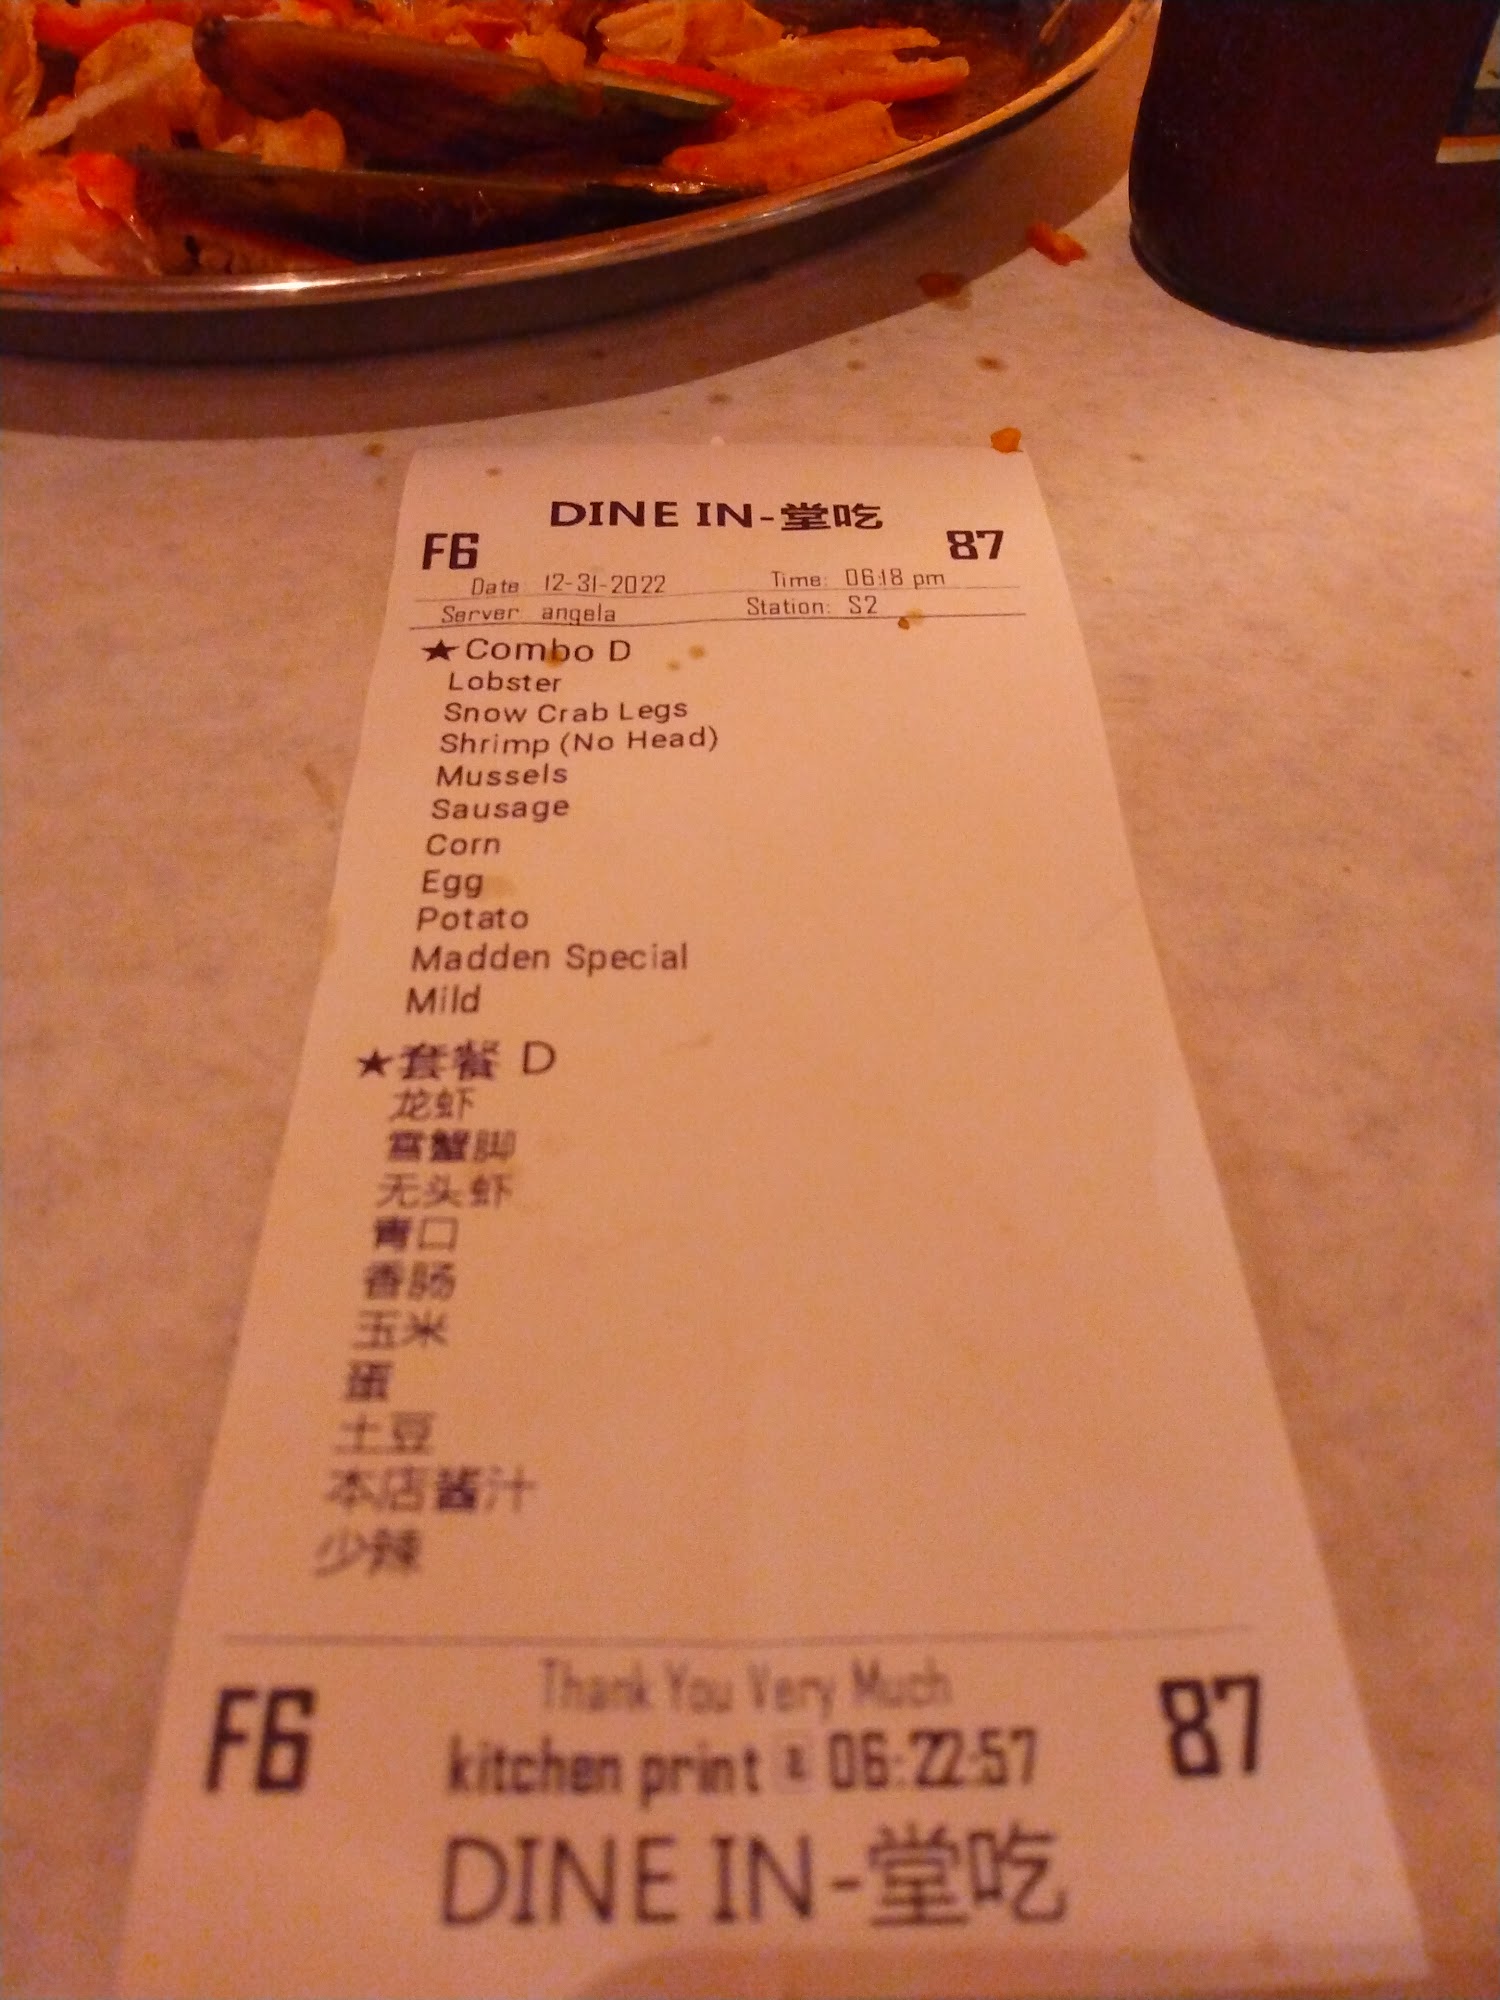 DINE IN-堂吃
F6 87
Date 12-31-2022 Time: 06:18 pm
Server angela Station: S2
★Combo D
Lobster
Snow Crab Legs
Shrimp (No Head)
Mussels
Sausage
Corn
Egg
Potato
Madden Special
Mild
★套餐 D
龙虾
雪蟹脚
无头虾
青口
香肠
玉米
蛋
土豆
本店酱汁
少辣
Thank You Very Much
F6 87
kitchen print 06:22:57
DINE IN-堂吃